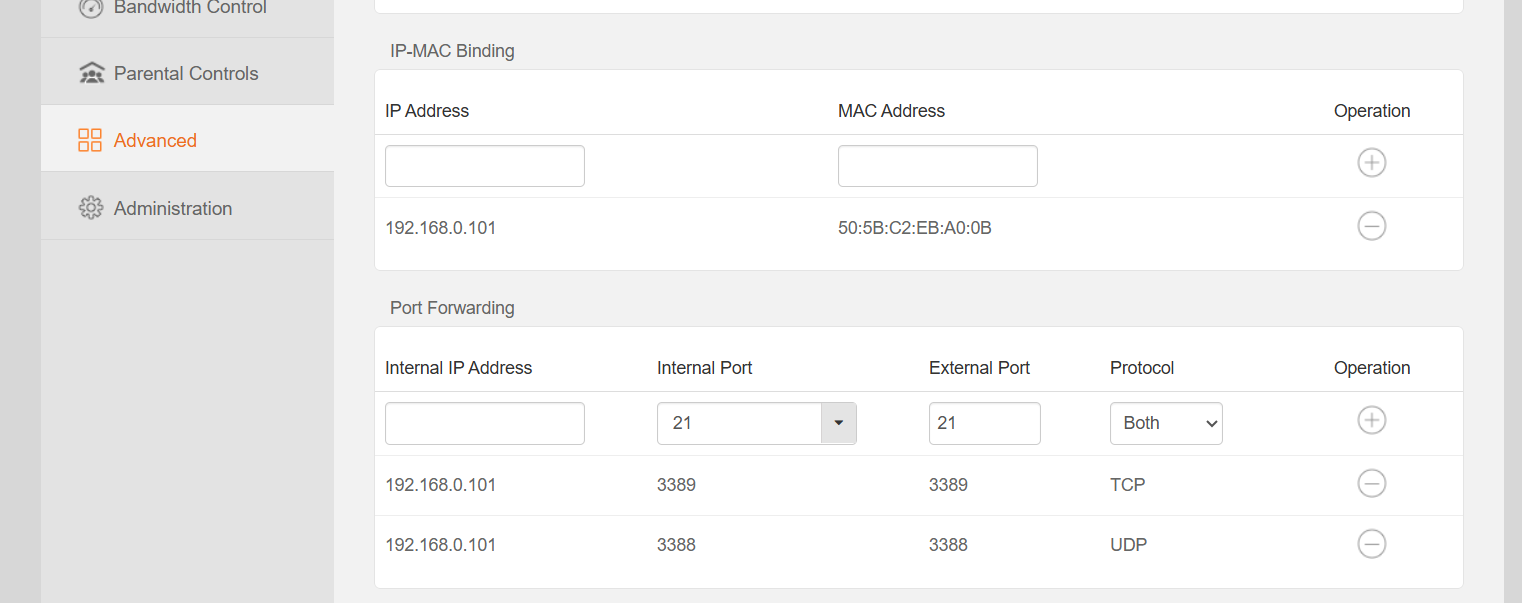 Bandwidth Control
Parental Controls
Advanced
Administration
IP-MAC Binding
IP Address MAC Address Operation
192.168.0.101 50:5B:C2:EB:A0:0B
Port Forwarding
Internal IP Address Internal Port External Port Protocol Operation
21 21 Both
192.168.0.101 3389 3389 TCP
192.168.0.101 3388 3388 UDP